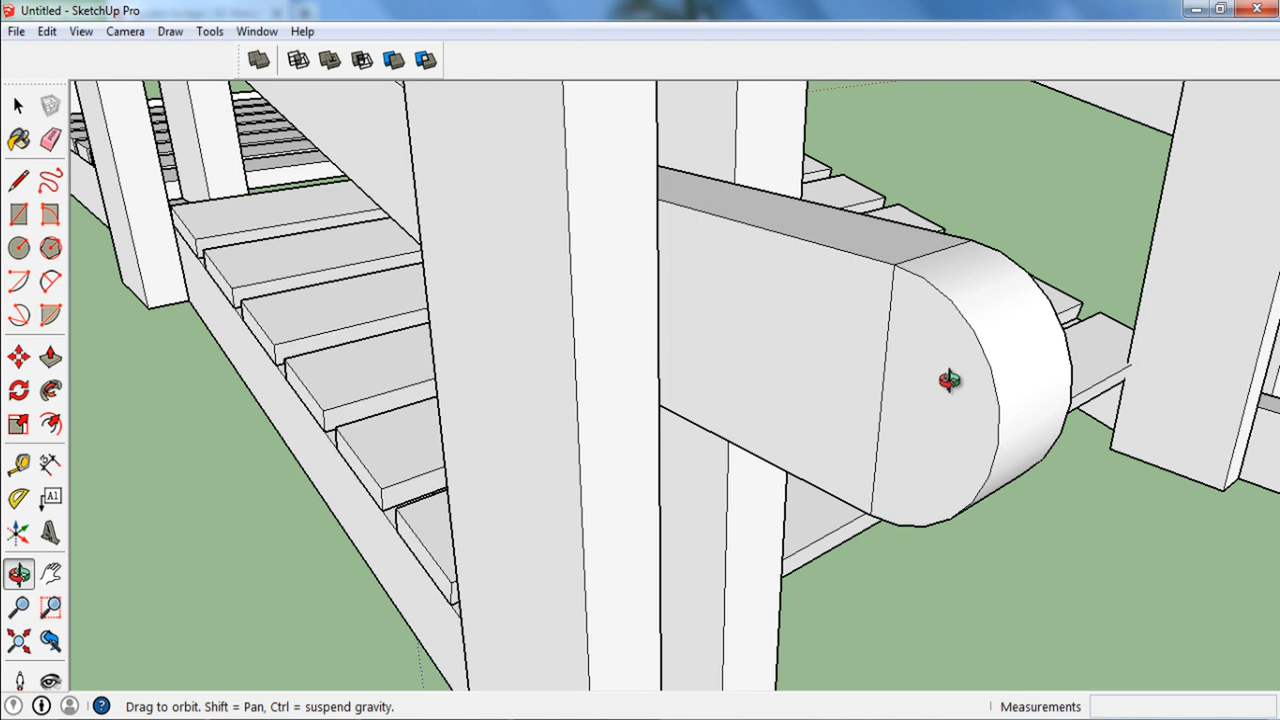 Untitled - SketchUp Pro
File Edit View Camera Draw Tools Window Help
A1
Drag to orbit. Shift = Pan, Ctrl = suspend gravity.
Measurements